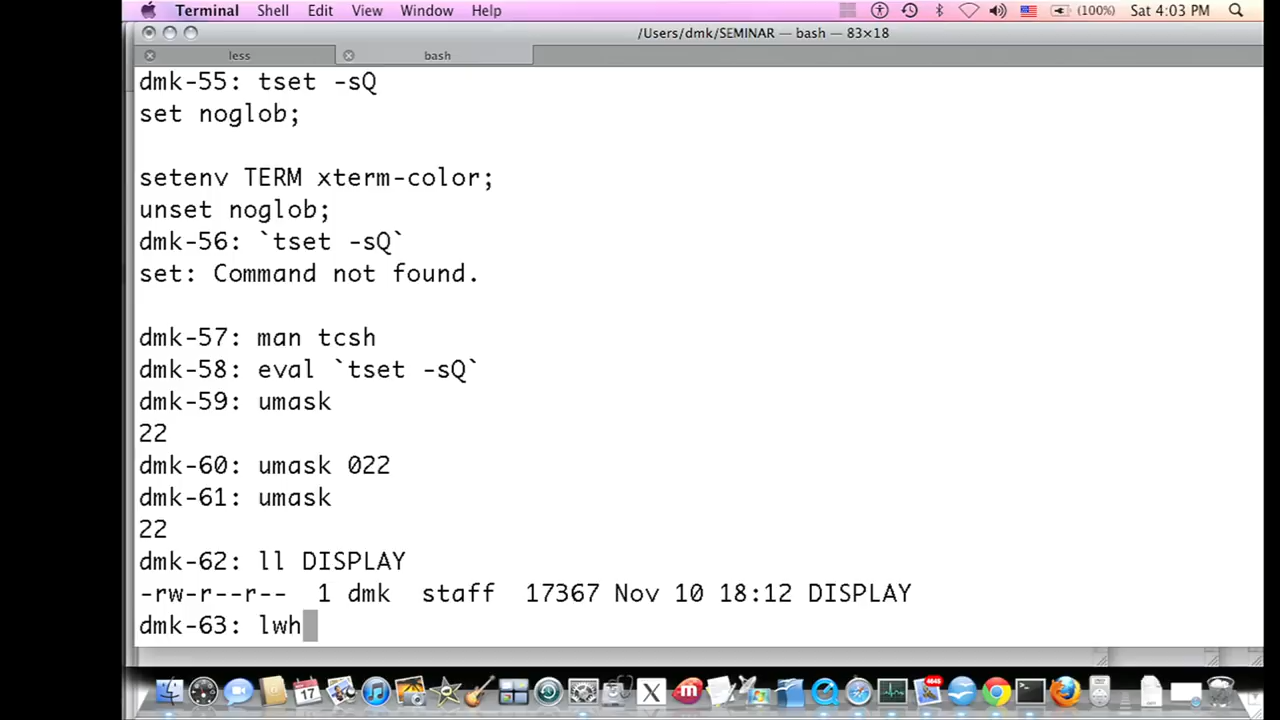 Terminal Shell Edit View Window Help (100%) Sat 4:03 PM
/Users/dmk/SEMINAR — bash — 83×18
less bash
dmk-55: tset -sQ
set noglob;
setenv TERM xterm-color;
unset noglob;
dmk-56: `tset -sQ`
set: Command not found.
dmk-57: man tcsh
dmk-58: eval `tset -sQ`
dmk-59: umask
22
dmk-60: umask 022
dmk-61: umask
22
dmk-62: ll DISPLAY
-rw-r--r-- 1 dmk staff 17367 Nov 10 18:12 DISPLAY
dmk-63: lwh
17